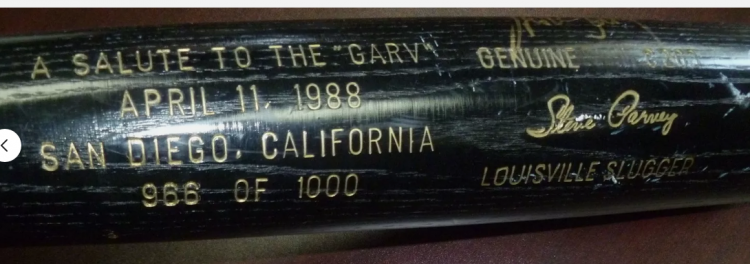 A SALUTE TO THE "GARV"
APRIL 11, 1988
SAN DIEGO, CALIFORNIA
966 OF 1000
GENUINE
Steve Garvey
LOUISVILLE SLUGGER